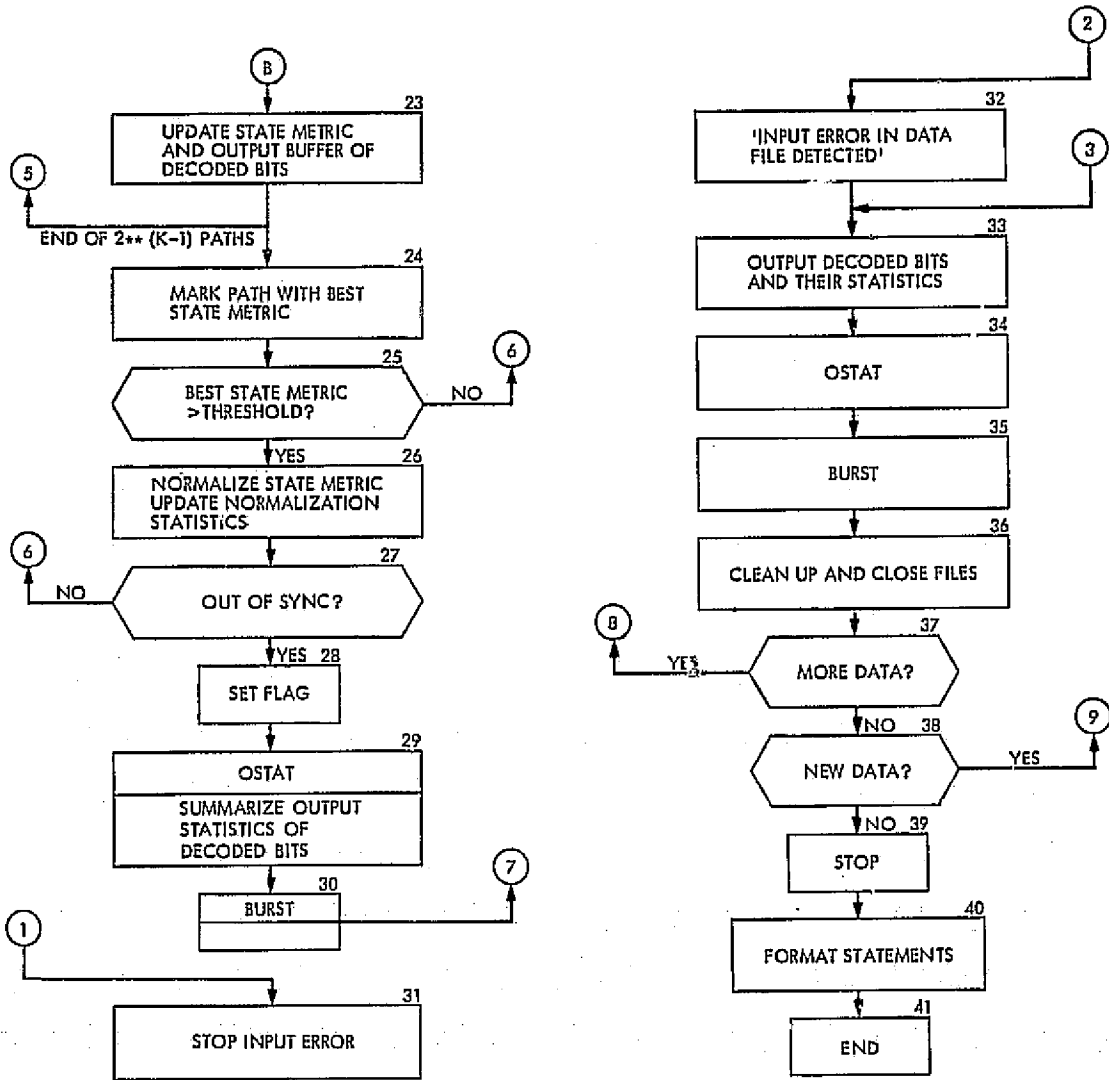 B
23
UPDATE STATE METRIC
AND OUTPUT BUFFER OF
DECODED BITS
5
END OF 2** (K-1) PATHS
24
MARK PATH WITH BEST
STATE METRIC
25
6
BEST STATE METRIC
>THRESHOLD?
NO
YES
26
NORMALIZE STATE METRIC
UPDATE NORMALIZATION
STATISTICS
6
27
NO
OUT OF SYNC?
YES
28
SET FLAG
29
OSTAT
SUMMARIZE OUTPUT
STATISTICS OF
DECODED BITS
30
7
BURST
1
31
STOP INPUT ERROR
2
32
'INPUT ERROR IN DATA
FILE DETECTED'
3
33
OUTPUT DECODED BITS
AND THEIR STATISTICS
34
OSTAT
35
BURST
36
CLEAN UP AND CLOSE FILES
37
YES
MORE DATA?
NO
38
9
NEW DATA?
YES
NO
39
STOP
40
FORMAT STATEMENTS
41
END